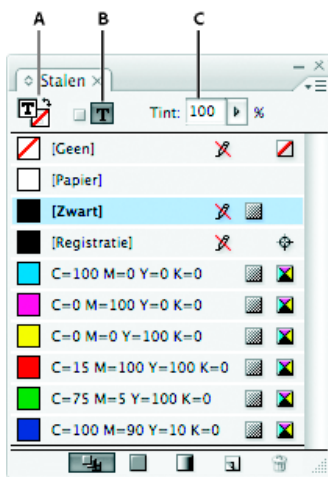 A B C
Stalen
T T Tint: 100 %
[Geen]
[Papier]
[Zwart]
[Registratie]
C=100 M=0 Y=0 K=0
C=0 M=100 Y=0 K=0
C=0 M=0 Y=100 K=0
C=15 M=100 Y=100 K=0
C=75 M=5 Y=100 K=0
C=100 M=90 Y=10 K=0